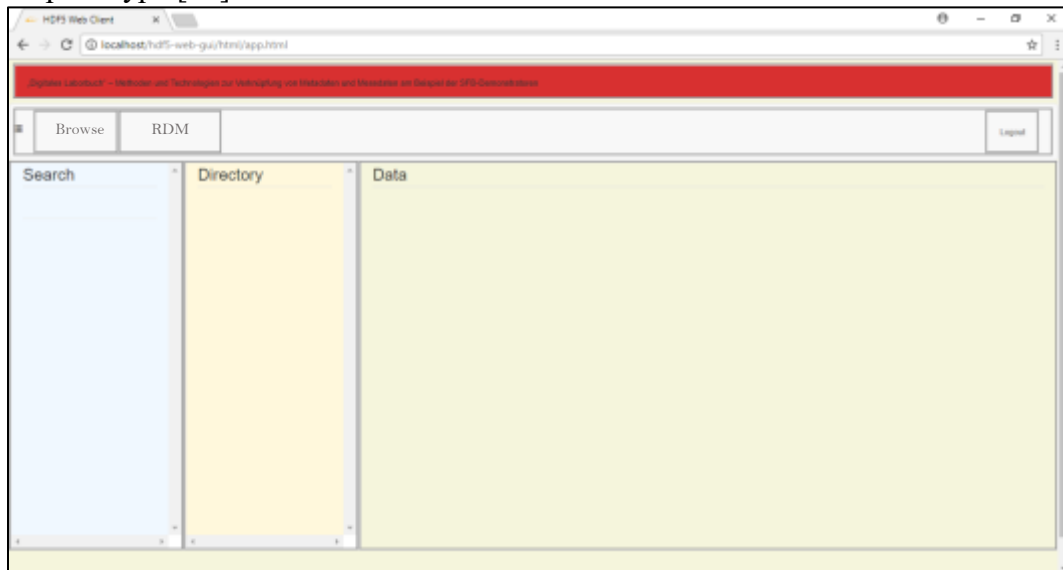 HDF5 Web Client
localhost/hdf5-web-gui/html/app.html
„Digitales Laborbuch“ – Methoden und Technologien zur Verknüpfung von Metadaten und Messdaten am Beispiel der SFB-Demonstratoren
Browse RDM Logout
Search Directory Data